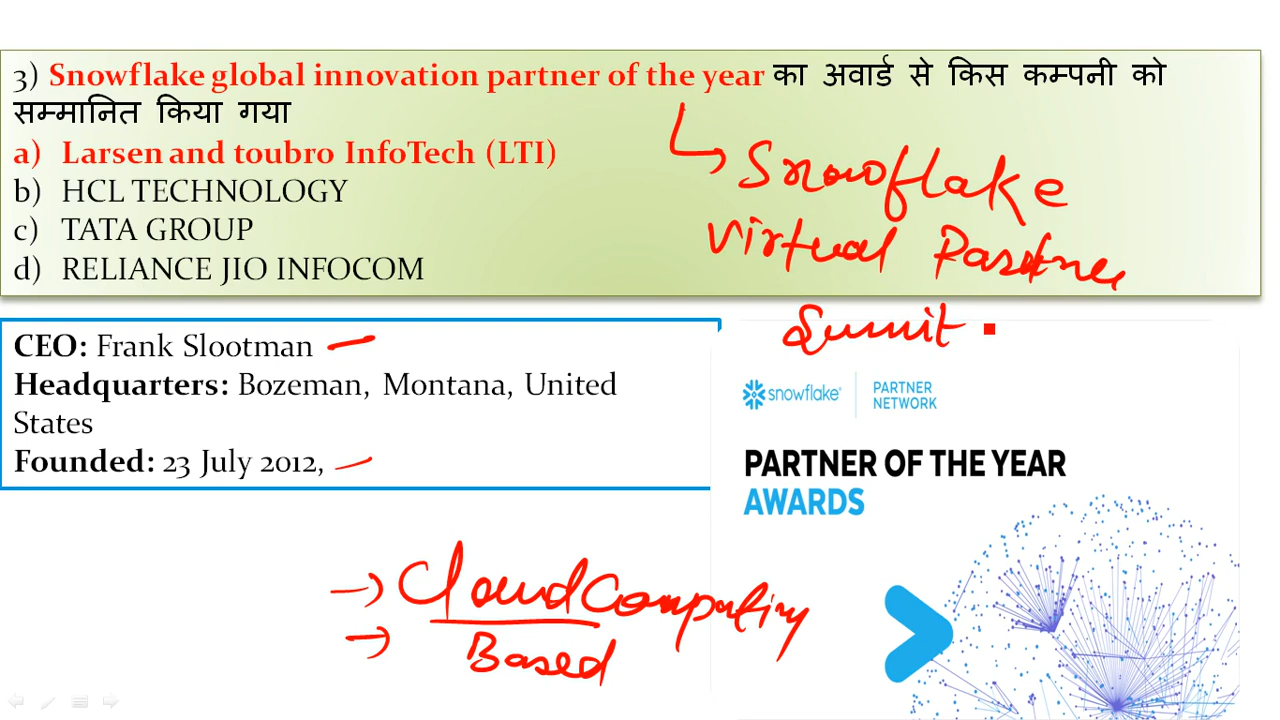 3) Snowflake global innovation partner of the year का अवार्ड से किस कम्पनी को
सम्मानित किया गया
a) Larsen and toubro InfoTech (LTI)
b) HCL TECHNOLOGY
c) TATA GROUP
d) RELIANCE JIO INFOCOM
Snowflake
Virtual Partner
Summit
CEO: Frank Slootman
Headquarters: Bozeman, Montana, United
States
Founded: 23 July 2012,
snowflake® PARTNER
NETWORK
PARTNER OF THE YEAR
AWARDS
Cloud Computing
Based